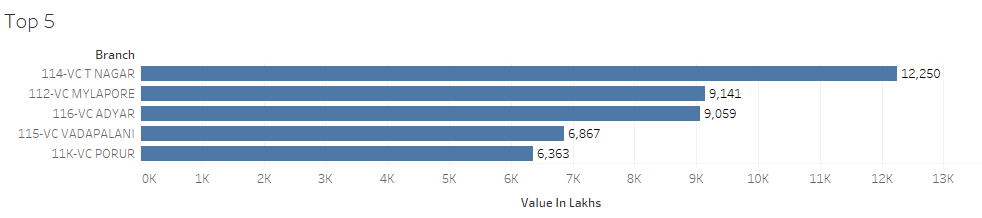 Top 5
Branch
114-VC T NAGAR 12,250
112-VC MYLAPORE 9,141
116-VC ADYAR 9,059
115-VC VADAPALANI 6,867
11K-VC PORUR 6,363
0K 1K 2K 3K 4K 5K 6K 7K 8K 9K 10K 11K 12K 13K
Value In Lakhs